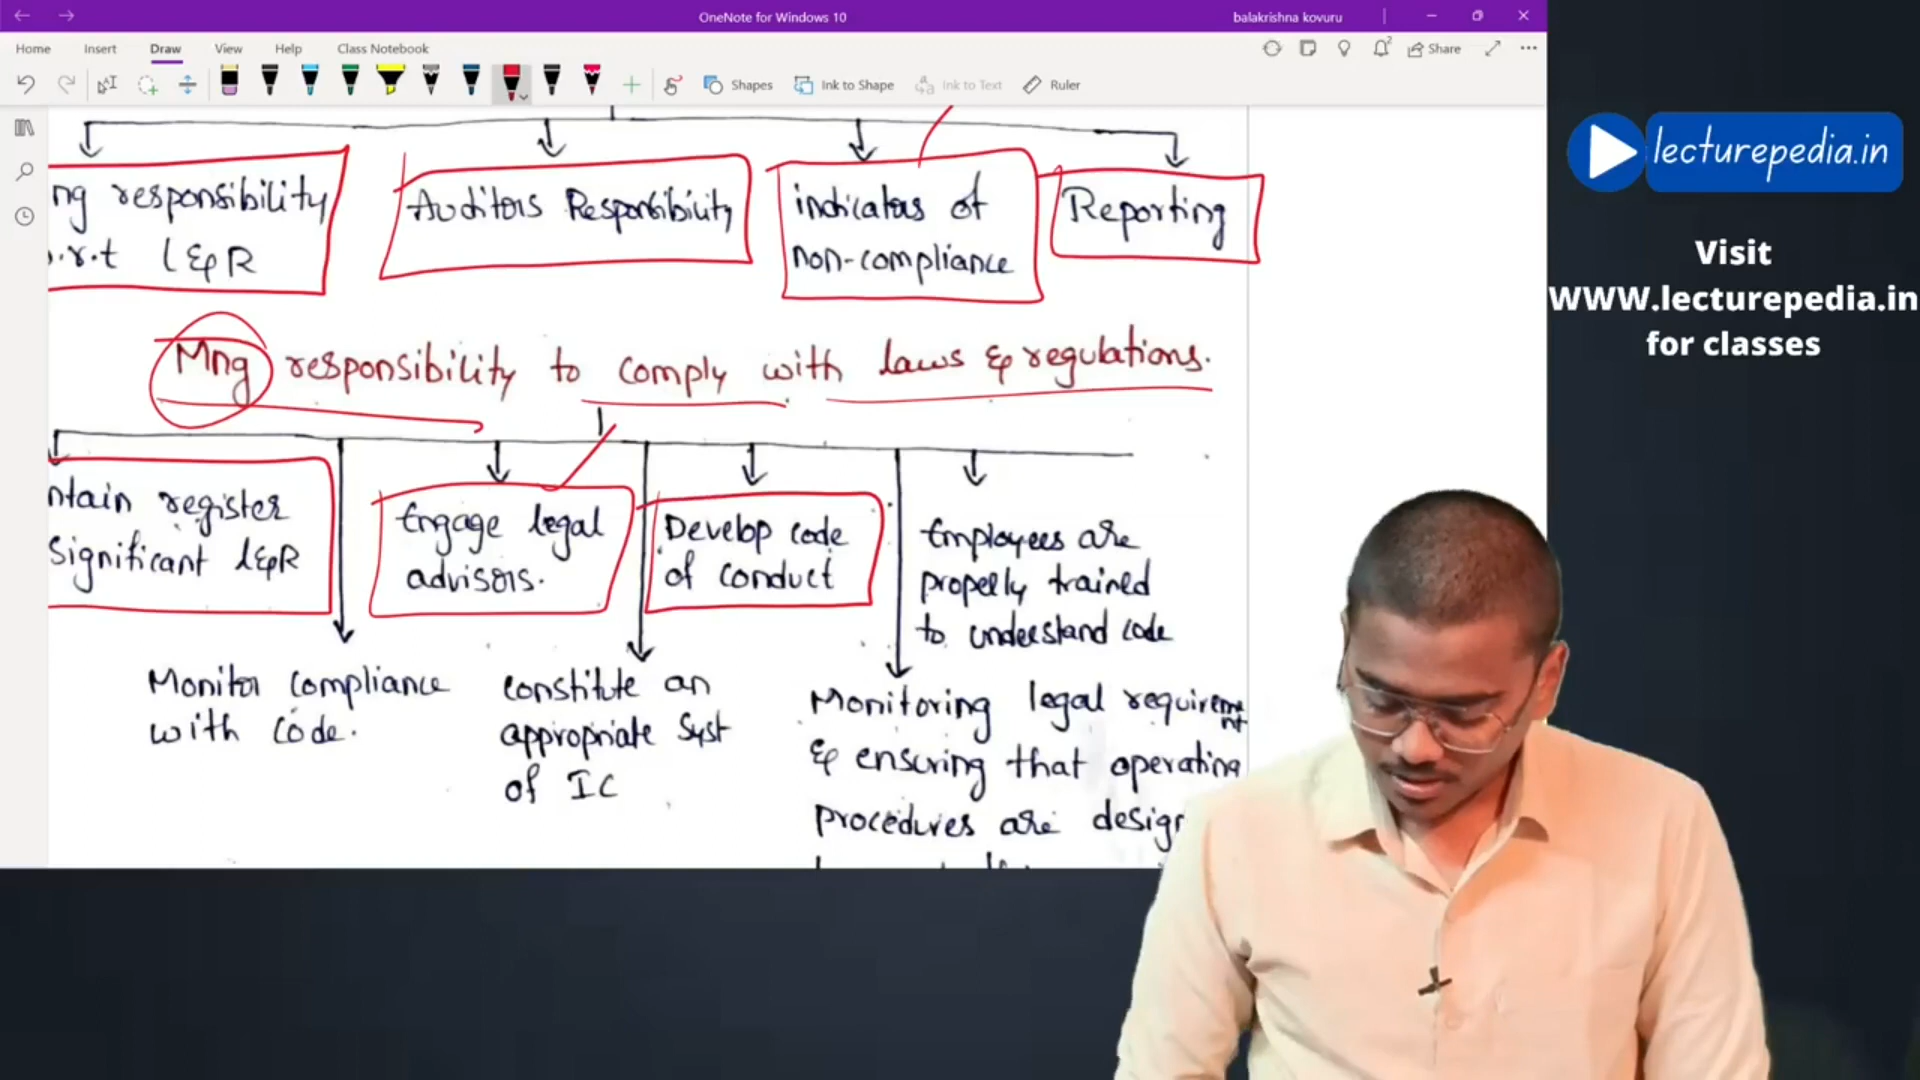 OneNote for Windows 10
balakrishna kovuru
Home Insert Draw View Help Class Notebook
Share
Shapes Ink to Shape Ink to Text Ruler
lecturepedia.in
Visit
WWW.lecturepedia.in
for classes
ng responsibility
.r.t L&R
Auditors Responsibility
indicators of
non-compliance
Reporting
Mng responsibility to comply with laws & regulations.
ntain register
Significant L&R
Engage legal
advisors.
Develop code
of conduct
Employees are
properly trained
to understand code
Monitor compliance
with code.
constitute an
appropriate Syst
of IC
Monitoring legal requirement
& ensuring that operating
procedures are design